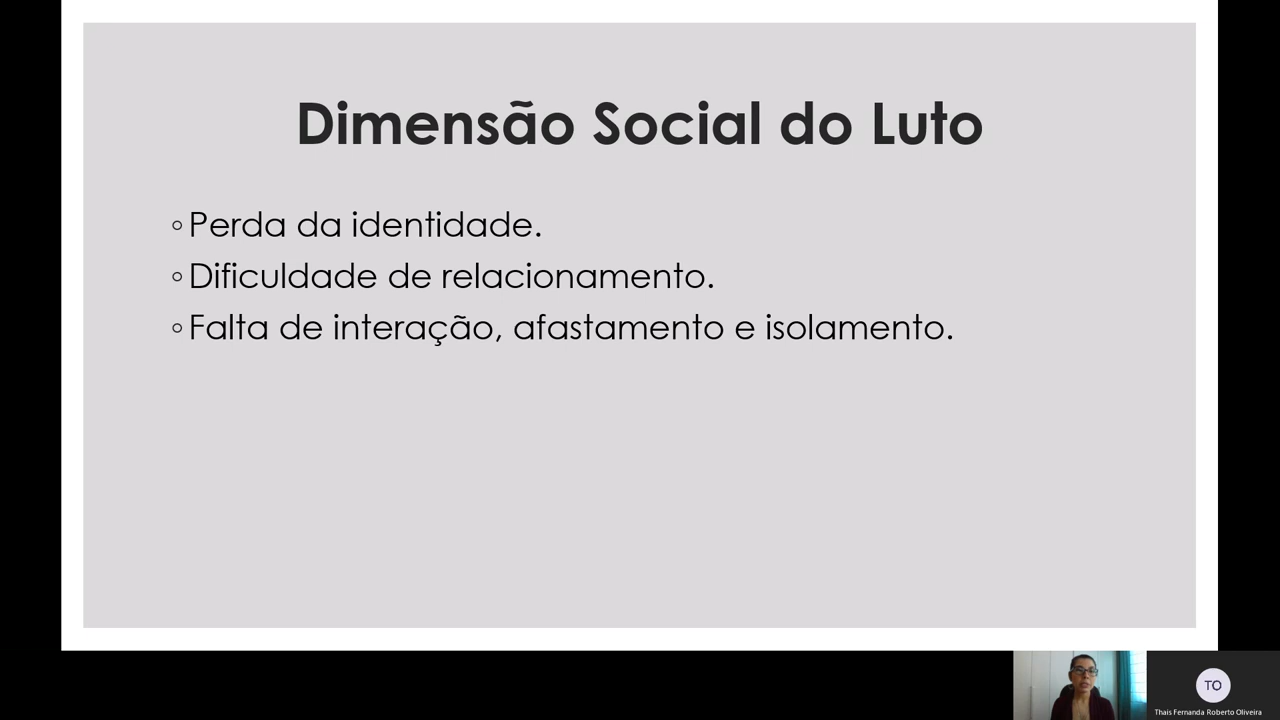 Dimensão Social do Luto
◦Perda da identidade.
◦Dificuldade de relacionamento.
◦Falta de interação, afastamento e isolamento.
TO
Thais Fernanda Roberto Oliveira